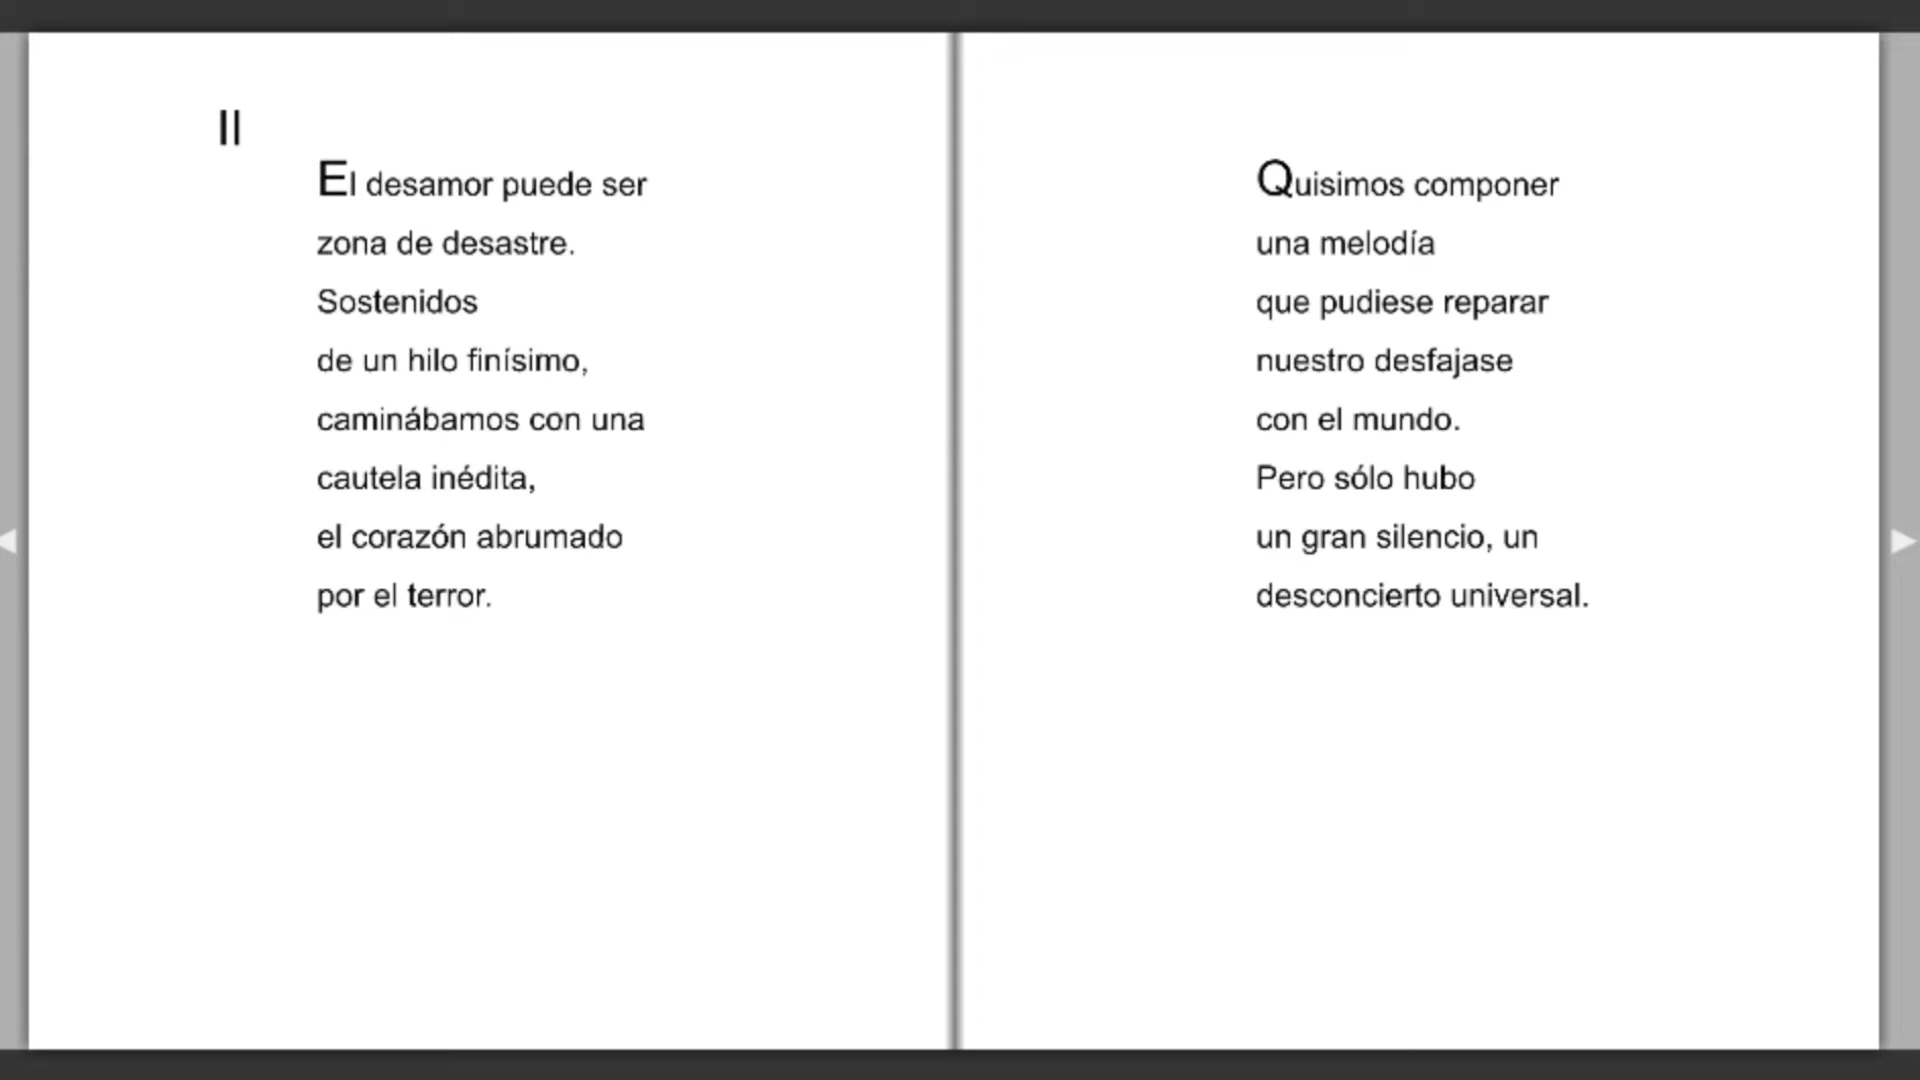 II
El desamor puede ser
zona de desastre.
Sostenidos
de un hilo finísimo,
caminábamos con una
cautela inédita,
el corazón abrumado
por el terror.
Quisimos componer
una melodía
que pudiese reparar
nuestro desfajase
con el mundo.
Pero sólo hubo
un gran silencio, un
desconcierto universal.